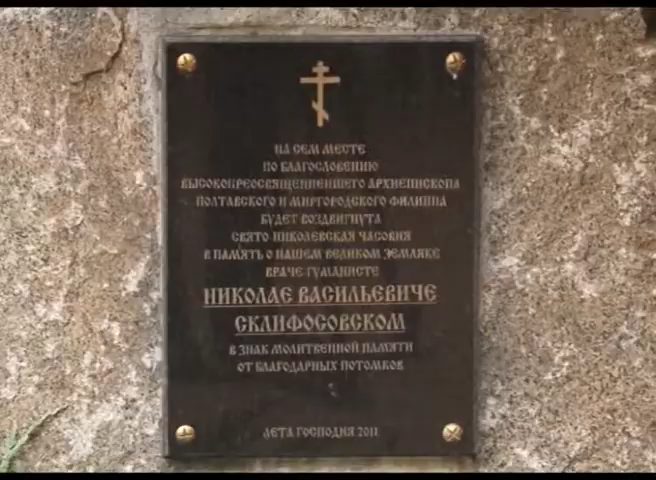 НА СЕМ МЕСТЕ
ПО БЛАГОСЛОВЕНИЮ
ВЫСОКОПРЕОСВЯЩЕННЕЙШЕГО АРХИЕПИСКОПА
ПОЛТАВСКОГО И МИРГОРОДСКОГО ФИЛИППА
БУДЕТ ВОЗДВИГНУТА
СВЯТО НИКОЛЕВСКАЯ ЧАСОВНЯ
В ПАМЯТЬ О НАШЕМ ВЕЛИКОМ ЗЕМЛЯКЕ
ВРАЧЕ ГУМАНИСТЕ
НИКОЛАЕ ВАСИЛЬЕВИЧЕ
СКЛИФОСОВСКОМ
В ЗНАК МОЛИТВЕННОЙ ПАМЯТИ
ОТ БЛАГОДАРНЫХ ПОТОМКОВ
ЛЕТА ГОСПОДНЯ 2011